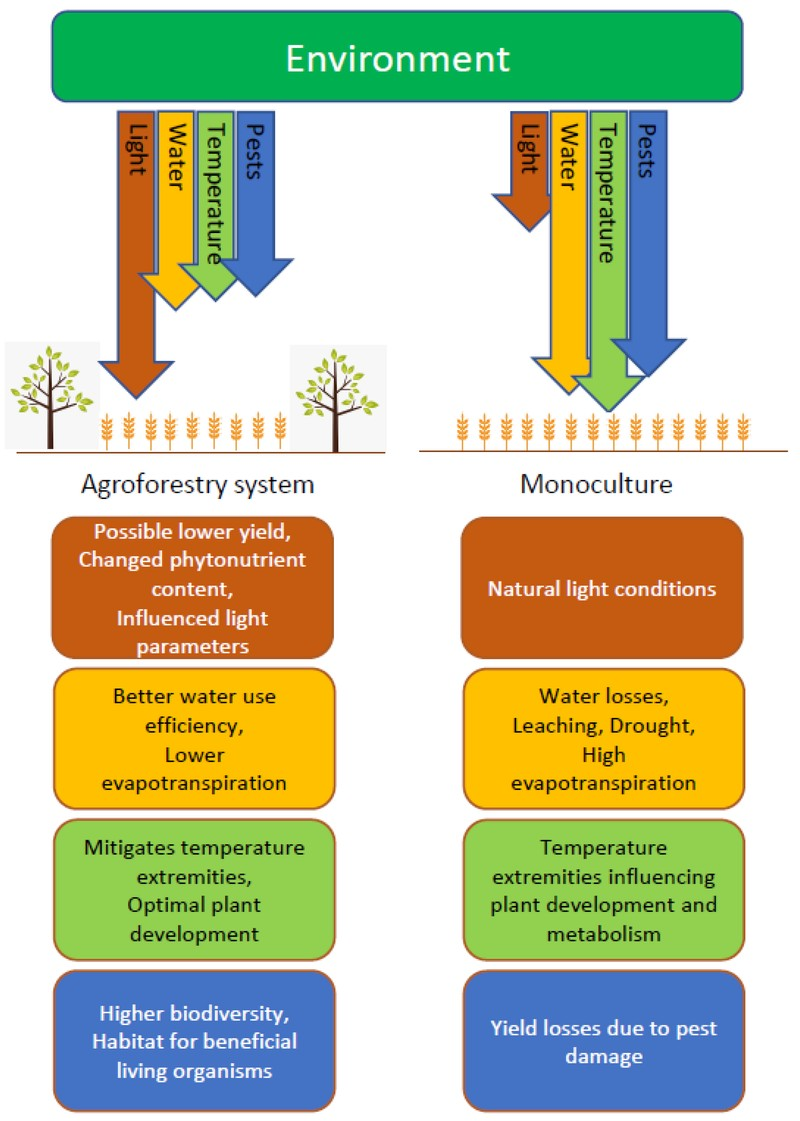 Environment
Light
Water
Temperature
Pests
Light
Water
Temperature
Pests
Agroforestry system
Monoculture
Possible lower yield,
Changed phytonutrient
content,
Influenced light
parameters
Natural light conditions
Better water use
efficiency,
Lower
evapotranspiration
Water losses,
Leaching, Drought,
High
evapotranspiration
Mitigates temperature
extremities,
Optimal plant
development
Temperature
extremities influencing
plant development and
metabolism
Higher biodiversity,
Habitat for beneficial
living organisms
Yield losses due to pest
damage